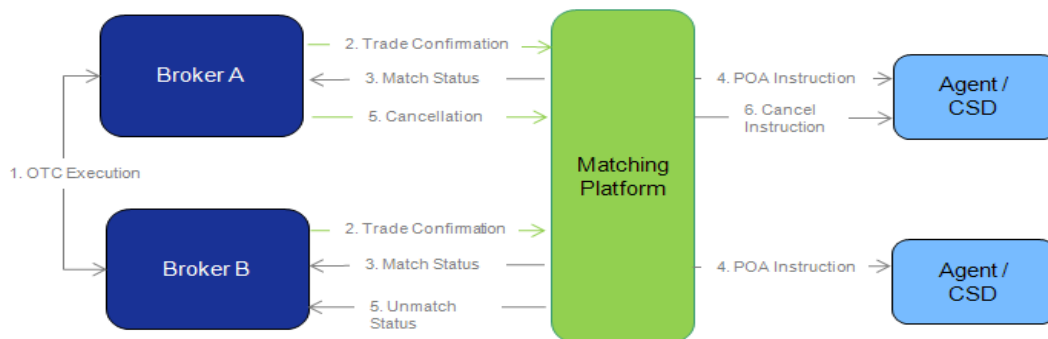 Broker A
2. Trade Confirmation
3. Match Status
5. Cancellation
4. POA Instruction
6. Cancel
Instruction
Agent /
CSD
1. OTC Execution
Matching
Platform
Broker B
2. Trade Confirmation
3. Match Status
5. Unmatch
Status
4. POA Instruction
Agent /
CSD